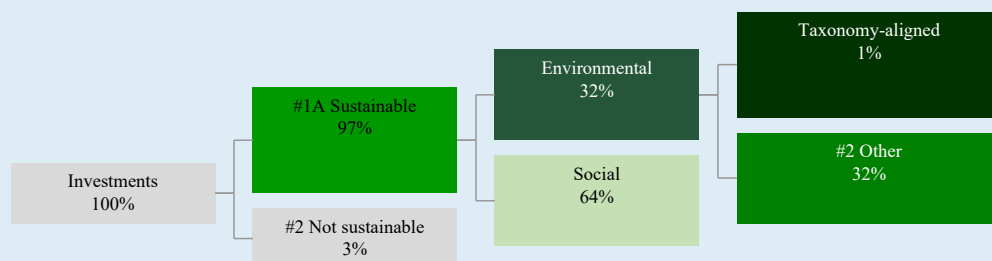 Investments
100%
#1A Sustainable
97%
#2 Not sustainable
3%
Environmental
32%
Social
64%
Taxonomy-aligned
1%
#2 Other
32%